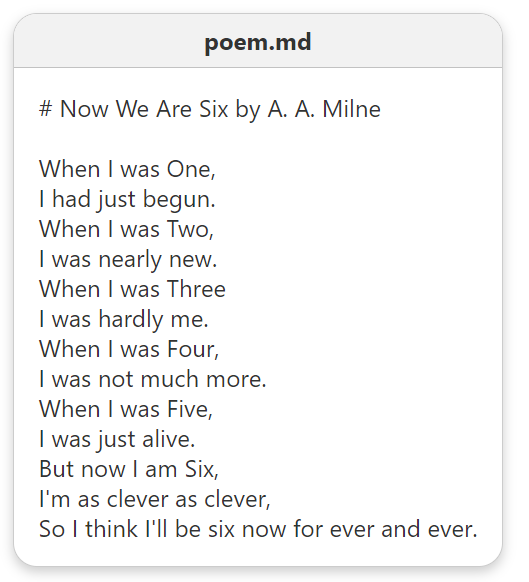 poem.md
# Now We Are Six by A. A. Milne
When I was One,
I had just begun.
When I was Two,
I was nearly new.
When I was Three
I was hardly me.
When I was Four,
I was not much more.
When I was Five,
I was just alive.
But now I am Six,
I'm as clever as clever,
So I think I'll be six now for ever and ever.